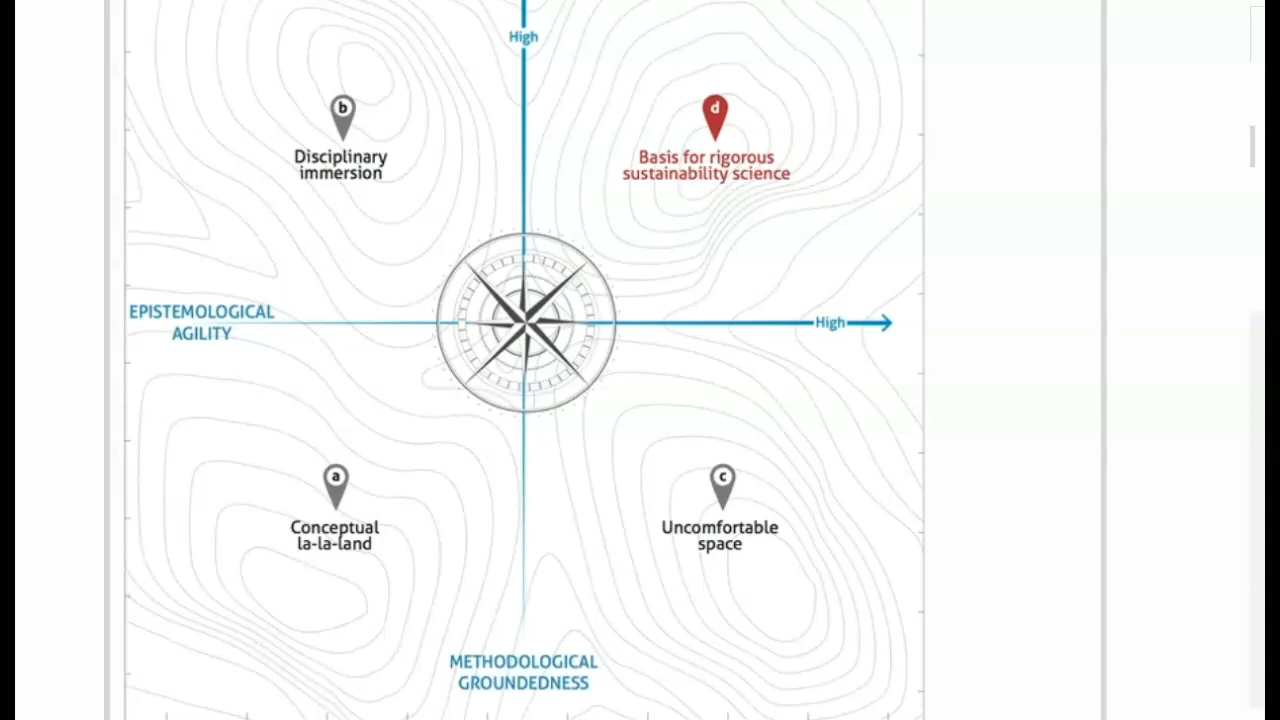 High
b
d
Disciplinary
immersion
Basis for rigorous
sustainability science
EPISTEMOLOGICAL
AGILITY
High
a
c
Conceptual
la-la-land
Uncomfortable
space
METHODOLOGICAL
GROUNDEDNESS